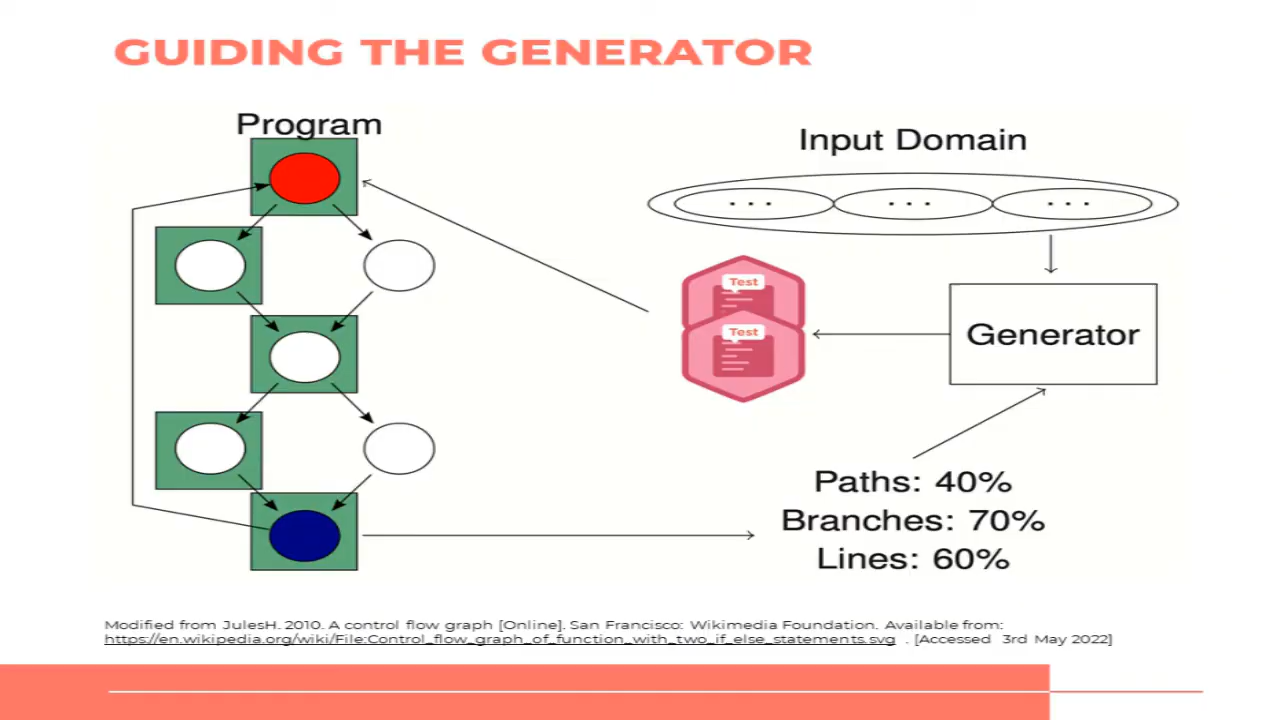 GUIDING THE GENERATOR
Program
Input Domain
. . .
. . .
. . .
Test
Test
Generator
Paths: 40%
Branches: 70%
Lines: 60%
Modified from JulesH. 2010. A control flow graph [Online]. San Francisco: Wikimedia Foundation. Available from:
https://en.wikipedia.org/wiki/File:Control_flow_graph_of_function_with_two_if_else_statements.svg . [Accessed 3rd May 2022]